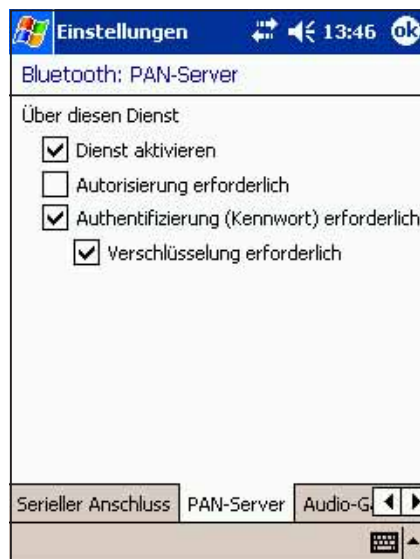 Einstellungen 13:46 ok
Bluetooth: PAN-Server
Über diesen Dienst
Dienst aktivieren
Autorisierung erforderlich
Authentifizierung (Kennwort) erforderlich
Verschlüsselung erforderlich
Serieller Anschluss PAN-Server Audio-G